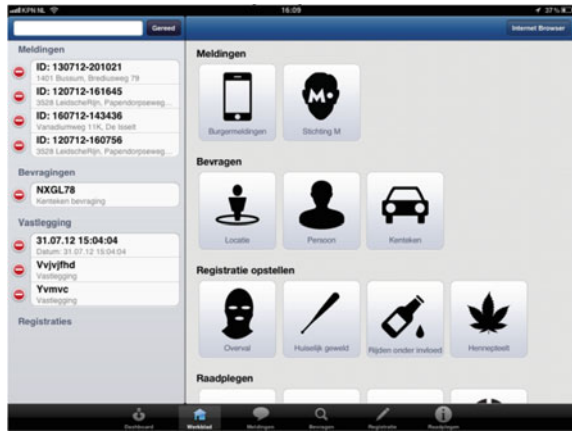 KPN NL
16:09
37%
Gereed
Internet Browser
Meldingen
ID: 130712-201021
1401 Bussum, Brediusweg 79
ID: 120712-161645
3528 LeidscheRijn, Papendorpseweg...
ID: 160712-143436
Vanadiumweg 11K, De Isselt
ID: 120712-160756
3528 LeidscheRijn, Papendorpseweg...
Bevragingen
NXGL78
Kenteken bevraging
Vastlegging
31.07.12 15:04:04
Datum: 31.07.12 15:04:04
Vvjvjfhd
Vastlegging
Yvmvc
Vastlegging
Registraties
Meldingen
M
Burgermeldingen
Stichting M
Bevragen
Locatie
Persoon
Kenteken
Registratie opstellen
Overval
Huiselijk geweld
Rijden onder invloed
Hennepteelt
Raadplegen
Dashboard
Werkblad
Meldingen
Bevragen
Registratie
Raadplegen